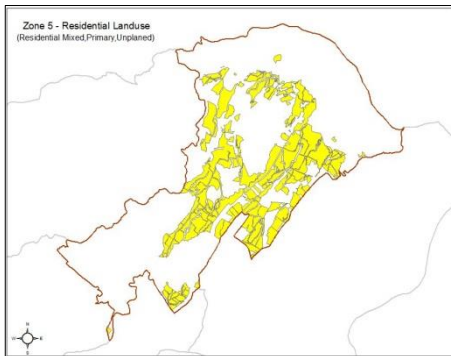 Zone 5 - Residential Landuse
(Residential Mixed,Primary,Unplaned)
N
W
E
S